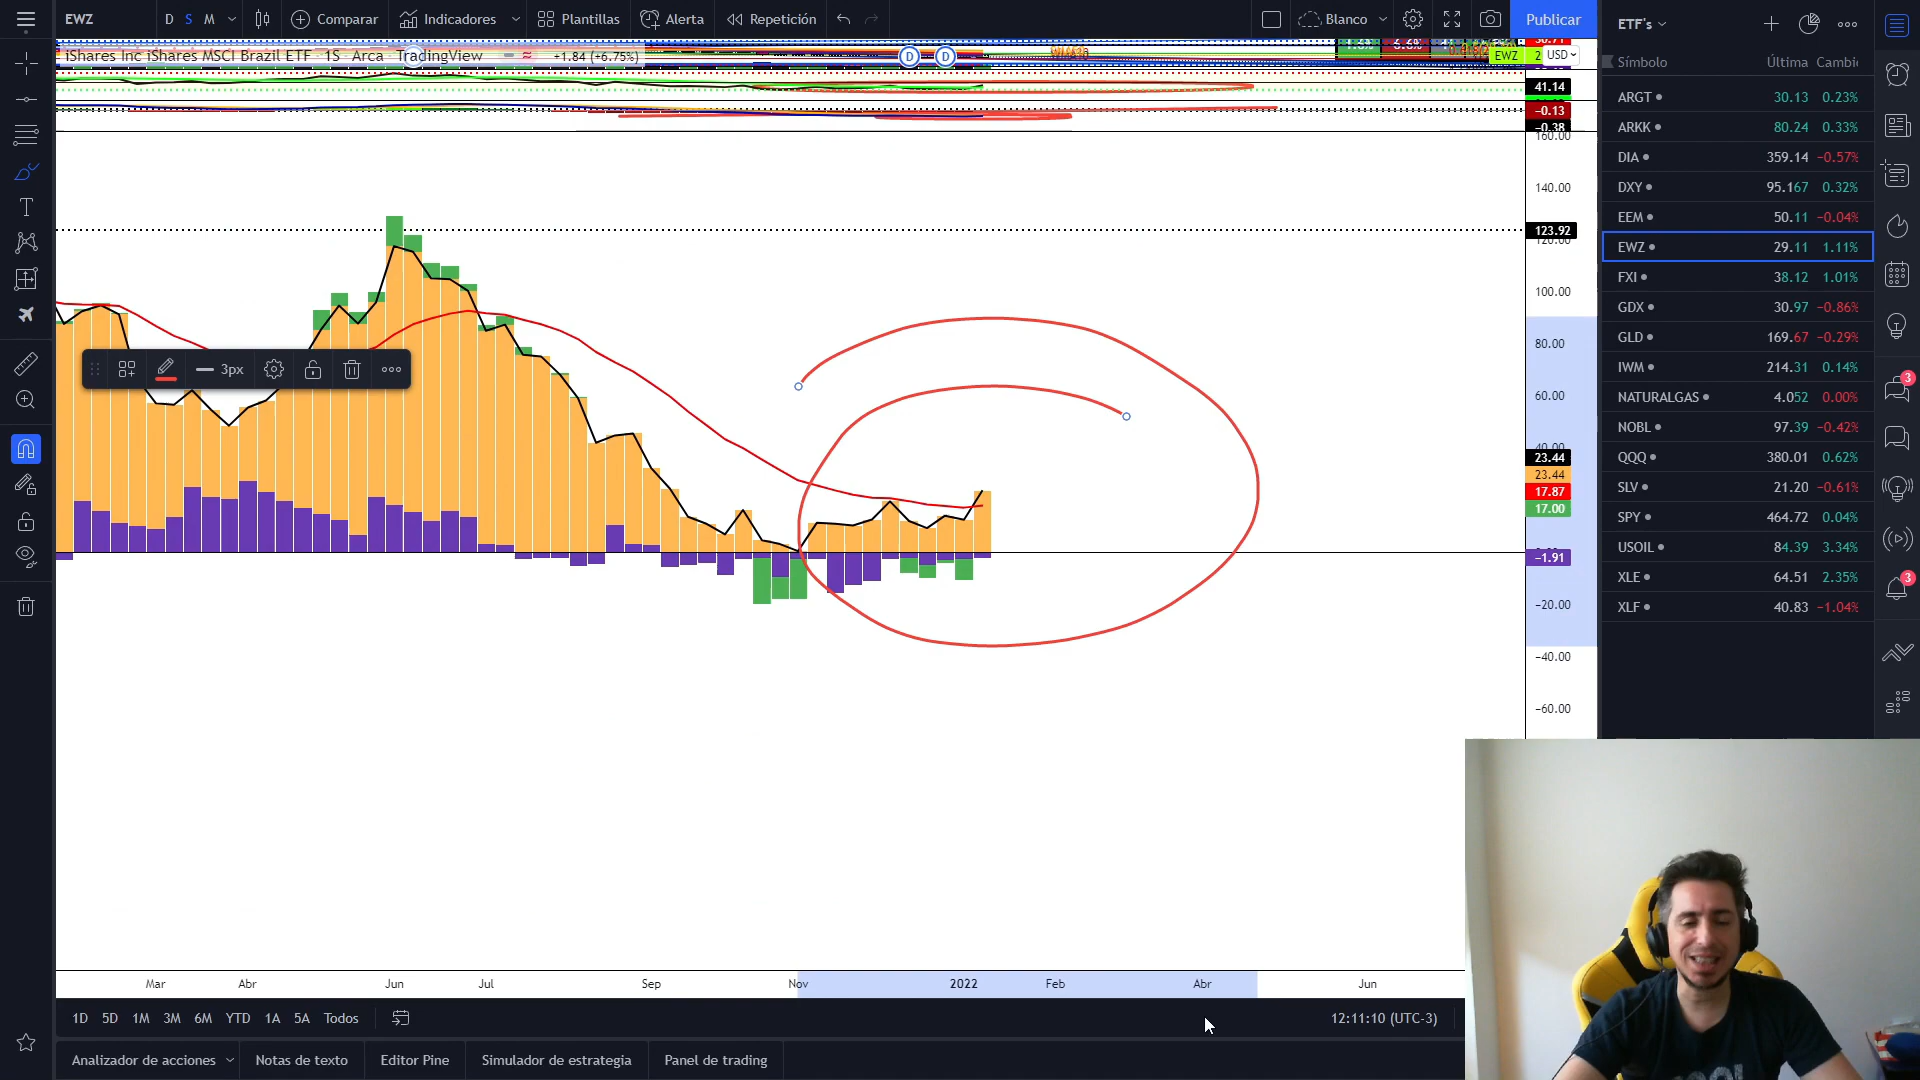 EWZ
D S M
Comparar
Indicadores
Plantillas
Alerta
Repetición
Blanco
Publicar
ETF's
iShares Inc iShares MSCI Brazil ETF · 1S · Arca · TradingView
+1.84 (+6.75%)
D D
EWZ 2
USD
41.14
−0.13
−0.38
160.00
140.00
123.92
120.00
100.00
80.00
60.00
40.00
23.44
23.44
17.87
17.00
−1.91
−20.00
−40.00
−60.00
3px
Símbolo Última Cambio
ARGT 30.13 0.23%
ARKK 80.24 0.33%
DIA 359.14 −0.57%
DXY 95.167 0.32%
EEM 50.11 −0.04%
EWZ 29.11 1.11%
FXI 38.12 1.01%
GDX 30.97 −0.86%
GLD 169.67 −0.29%
IWM 214.31 0.14%
NATURALGAS 4.052 0.00%
NOBL 97.39 −0.42%
QQQ 380.01 0.62%
SLV 21.20 −0.61%
SPY 464.72 0.04%
USOIL 84.39 3.34%
XLE 64.51 2.35%
XLF 40.83 −1.04%
3
3
Mar Abr Jun Jul Sep Nov 2022 Feb Abr Jun
1D 5D 1M 3M 6M YTD 1A 5A Todos
12:11:10 (UTC-3)
Analizador de acciones
Notas de texto
Editor Pine
Simulador de estrategia
Panel de trading